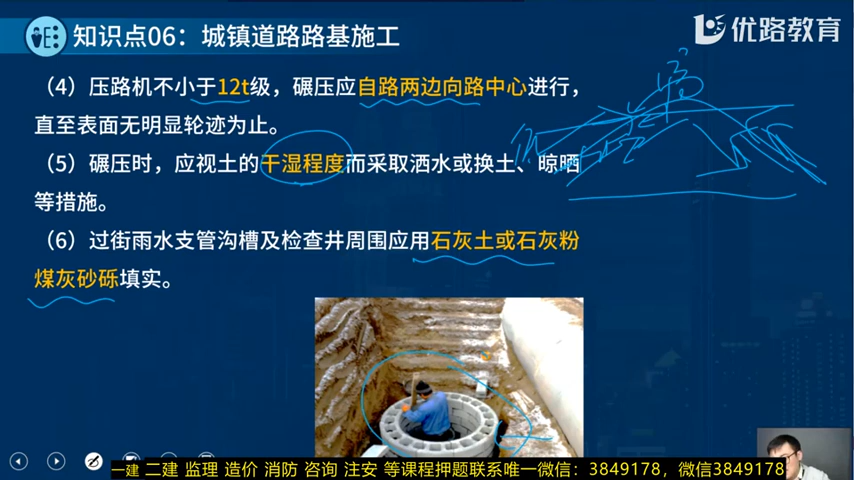 知识点06：城镇道路路基施工
优路教育
（4）压路机不小于12t级，碾压应自路两边向路中心进行，
直至表面无明显轮迹为止。
（5）碾压时，应视土的干湿程度而采取洒水或换土、晾晒
等措施。
（6）过街雨水支管沟槽及检查井周围应用石灰土或石灰粉
煤灰砂砾填实。
一建 二建 监理 造价 消防 咨询 注安 等课程押题联系唯一微信：3849178，微信3849178